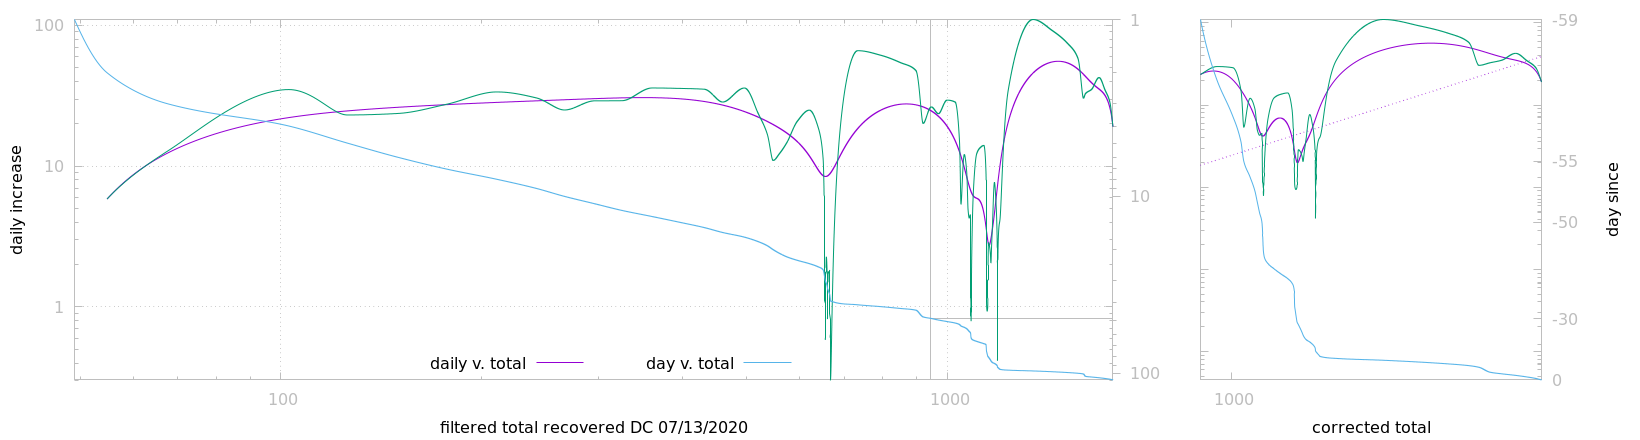 100
10
1
daily increase
daily v. total
day v. total
100
1000
filtered total recovered DC 07/13/2020
1
10
100
1000
corrected total
-59
-55
-50
-30
0
day since